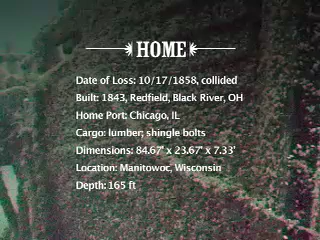 HOME
Date of Loss: 10/17/1858, collided
Built: 1843, Redfield, Black River, OH
Home Port: Chicago, IL
Cargo: lumber; shingle bolts
Dimensions: 84.67' x 23.67' x 7.33'
Location: Manitowoc, Wisconsin
Depth: 165 ft